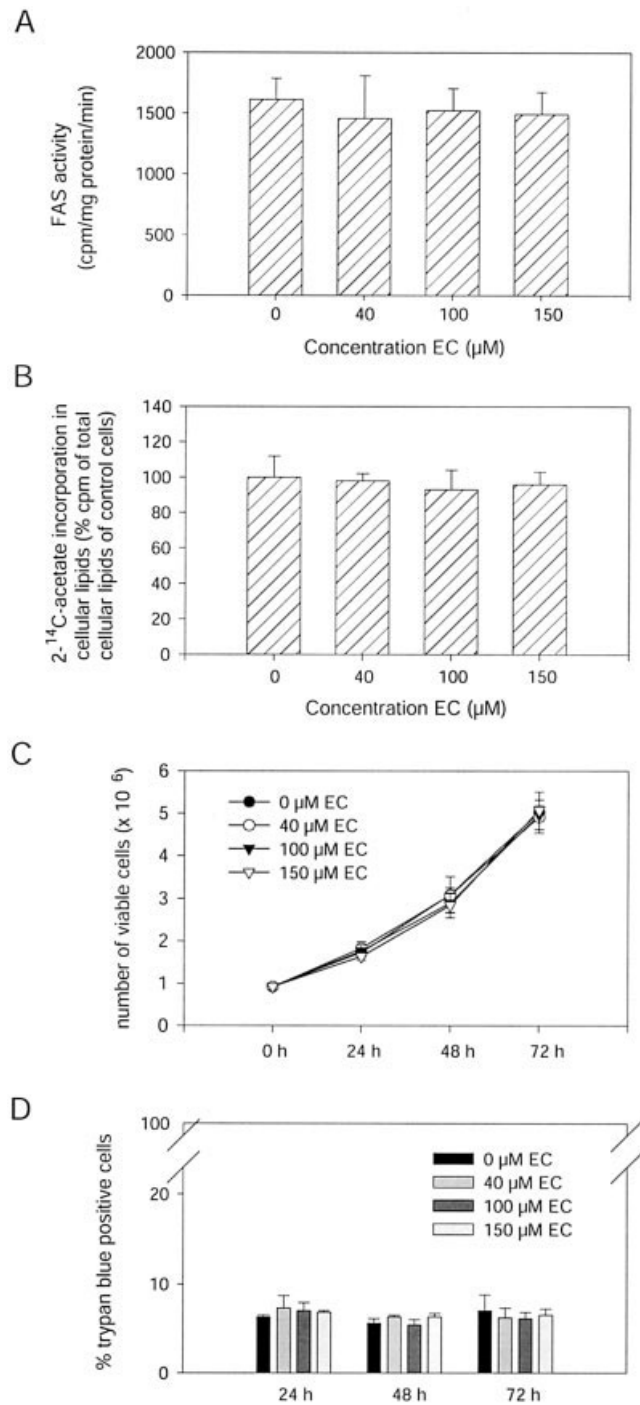 A
FAS activity
(cpm/mg protein/min)
2000
1500
1000
500
0
0 40 100 150
Concentration EC (µM)
B
2-¹⁴C-acetate incorporation in
cellular lipids (% cpm of total
cellular lipids of control cells)
140
120
100
80
60
40
20
0
0 40 100 150
Concentration EC (µM)
C
number of viable cells (x 10 ⁶)
6
5
4
3
2
1
0
0 µM EC
40 µM EC
100 µM EC
150 µM EC
0 h 24 h 48 h 72 h
D
% trypan blue positive cells
100
20
10
0
0 µM EC
40 µM EC
100 µM EC
150 µM EC
24 h 48 h 72 h